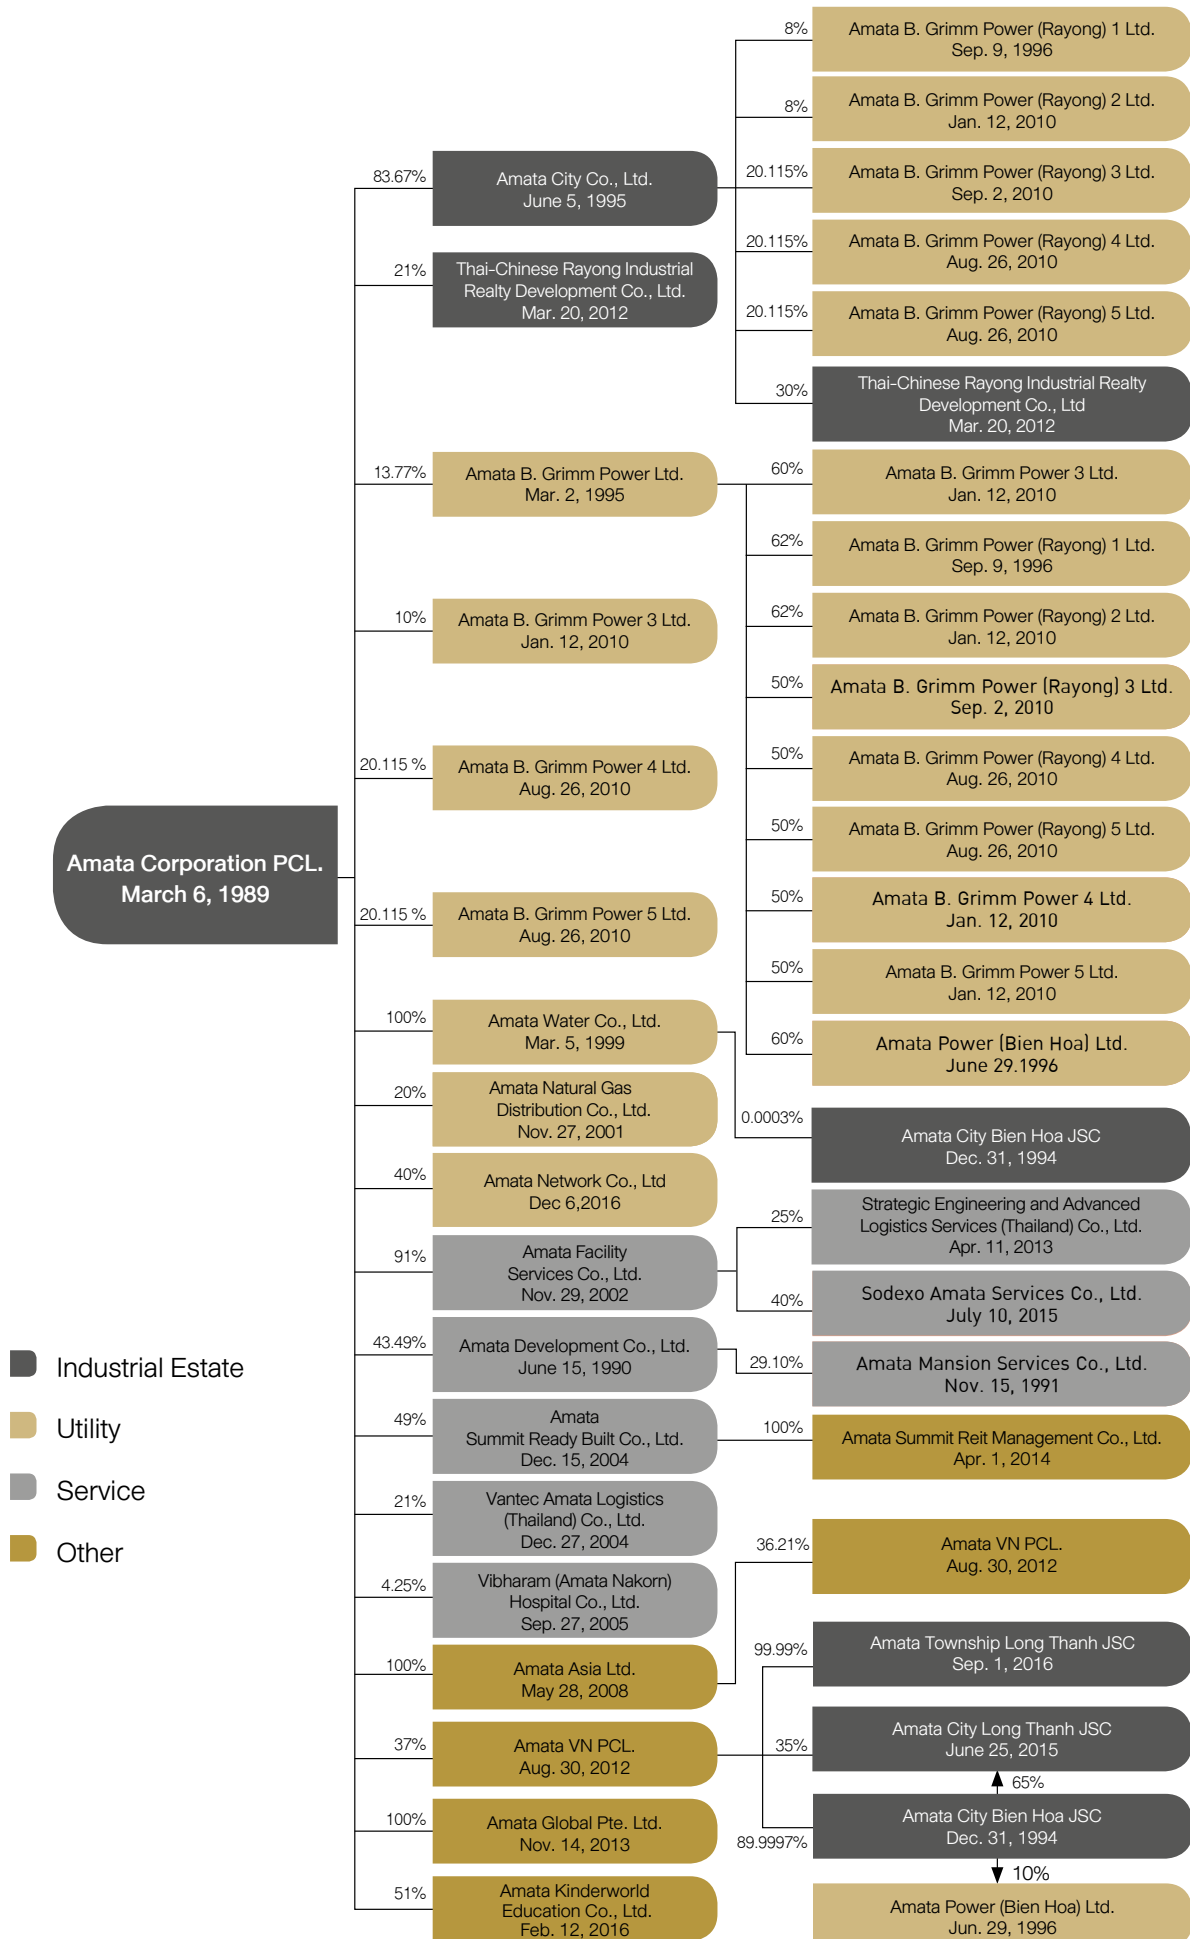 Amata Corporation PCL.
March 6, 1989
Industrial Estate
Utility
Service
Other
83.67%
Amata City Co., Ltd.
June 5, 1995
21%
Thai-Chinese Rayong Industrial
Realty Development Co., Ltd.
Mar. 20, 2012
13.77%
Amata B. Grimm Power Ltd.
Mar. 2, 1995
10%
Amata B. Grimm Power 3 Ltd.
Jan. 12, 2010
20.115 %
Amata B. Grimm Power 4 Ltd.
Aug. 26, 2010
20.115 %
Amata B. Grimm Power 5 Ltd.
Aug. 26, 2010
100%
Amata Water Co., Ltd.
Mar. 5, 1999
20%
Amata Natural Gas
Distribution Co., Ltd.
Nov. 27, 2001
40%
Amata Network Co., Ltd
Dec 6,2016
91%
Amata Facility
Services Co., Ltd.
Nov. 29, 2002
43.49%
Amata Development Co., Ltd.
June 15, 1990
49%
Amata
Summit Ready Built Co., Ltd.
Dec. 15, 2004
21%
Vantec Amata Logistics
(Thailand) Co., Ltd.
Dec. 27, 2004
4.25%
Vibharam (Amata Nakorn)
Hospital Co., Ltd.
Sep. 27, 2005
100%
Amata Asia Ltd.
May 28, 2008
37%
Amata VN PCL.
Aug. 30, 2012
100%
Amata Global Pte. Ltd.
Nov. 14, 2013
51%
Amata Kinderworld
Education Co., Ltd.
Feb. 12, 2016
8%
Amata B. Grimm Power (Rayong) 1 Ltd.
Sep. 9, 1996
8%
Amata B. Grimm Power (Rayong) 2 Ltd.
Jan. 12, 2010
20.115%
Amata B. Grimm Power (Rayong) 3 Ltd.
Sep. 2, 2010
20.115%
Amata B. Grimm Power (Rayong) 4 Ltd.
Aug. 26, 2010
20.115%
Amata B. Grimm Power (Rayong) 5 Ltd.
Aug. 26, 2010
30%
Thai-Chinese Rayong Industrial Realty
Development Co., Ltd
Mar. 20, 2012
60%
Amata B. Grimm Power 3 Ltd.
Jan. 12, 2010
62%
Amata B. Grimm Power (Rayong) 1 Ltd.
Sep. 9, 1996
62%
Amata B. Grimm Power (Rayong) 2 Ltd.
Jan. 12, 2010
50%
Amata B. Grimm Power (Rayong) 3 Ltd.
Sep. 2, 2010
50%
Amata B. Grimm Power (Rayong) 4 Ltd.
Aug. 26, 2010
50%
Amata B. Grimm Power (Rayong) 5 Ltd.
Aug. 26, 2010
50%
Amata B. Grimm Power 4 Ltd.
Jan. 12, 2010
50%
Amata B. Grimm Power 5 Ltd.
Jan. 12, 2010
60%
Amata Power (Bien Hoa) Ltd.
June 29.1996
0.0003%
Amata City Bien Hoa JSC
Dec. 31, 1994
25%
Strategic Engineering and Advanced
Logistics Services (Thailand) Co., Ltd.
Apr. 11, 2013
40%
Sodexo Amata Services Co., Ltd.
July 10, 2015
29.10%
Amata Mansion Services Co., Ltd.
Nov. 15, 1991
100%
Amata Summit Reit Management Co., Ltd.
Apr. 1, 2014
36.21%
Amata VN PCL.
Aug. 30, 2012
99.99%
Amata Township Long Thanh JSC
Sep. 1, 2016
35%
Amata City Long Thanh JSC
June 25, 2015
65%
89.9997%
Amata City Bien Hoa JSC
Dec. 31, 1994
10%
Amata Power (Bien Hoa) Ltd.
Jun. 29, 1996